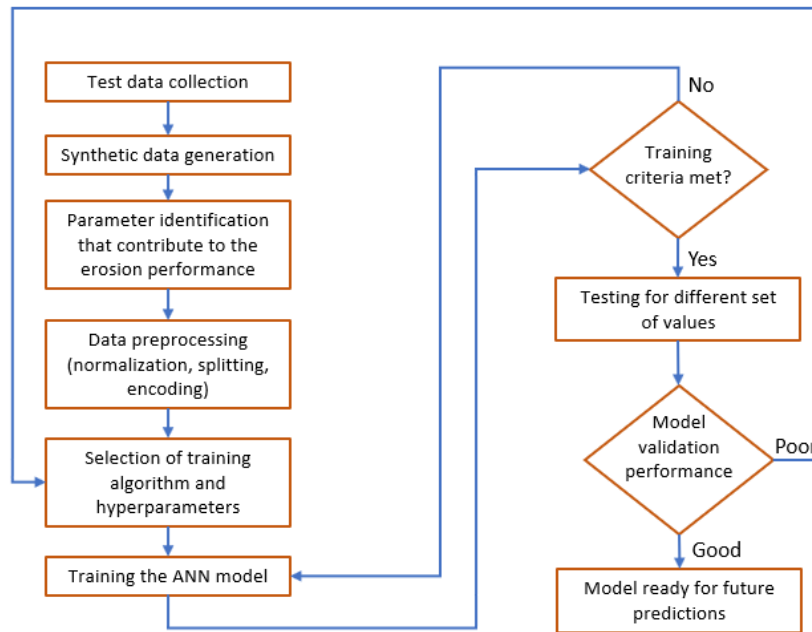 Test data collection
Synthetic data generation
Parameter identification
that contribute to the
erosion performance
Data preprocessing
(normalization, splitting,
encoding)
Selection of training
algorithm and
hyperparameters
Training the ANN model
No
Training
criteria met?
Yes
Testing for different set
of values
Model
validation
performance
Poor
Good
Model ready for future
predictions